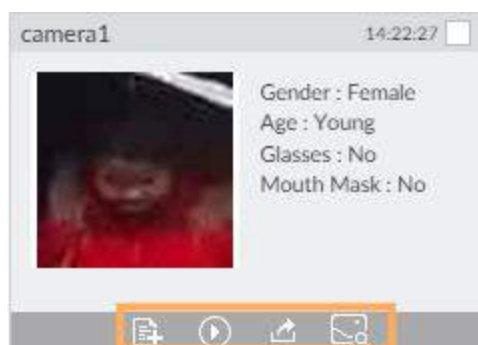 camera1
14:22:27
Gender : Female
Age : Young
Glasses : No
Mouth Mask : No